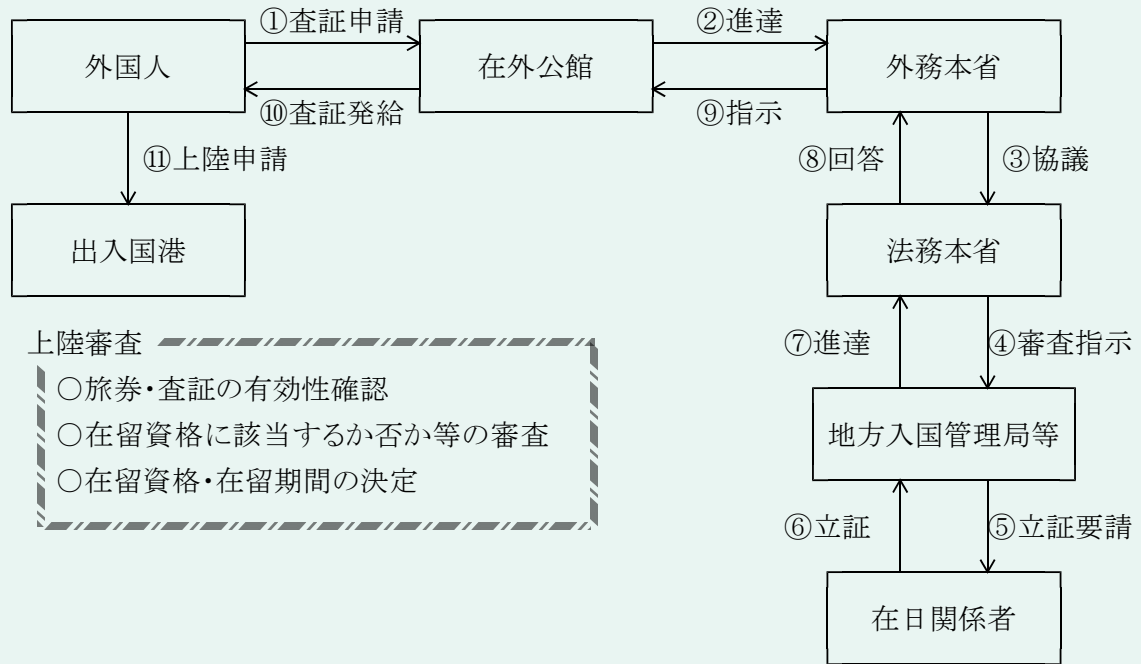 ①査証申請
②進達
外国人
在外公館
外務本省
⑩査証発給
⑨指示
⑪上陸申請
⑧回答
③協議
出入国港
法務本省
上陸審査
○旅券・査証の有効性確認
○在留資格に該当するか否か等の審査
○在留資格・在留期間の決定
⑦進達
④審査指示
地方入国管理局等
⑥立証
⑤立証要請
在日関係者